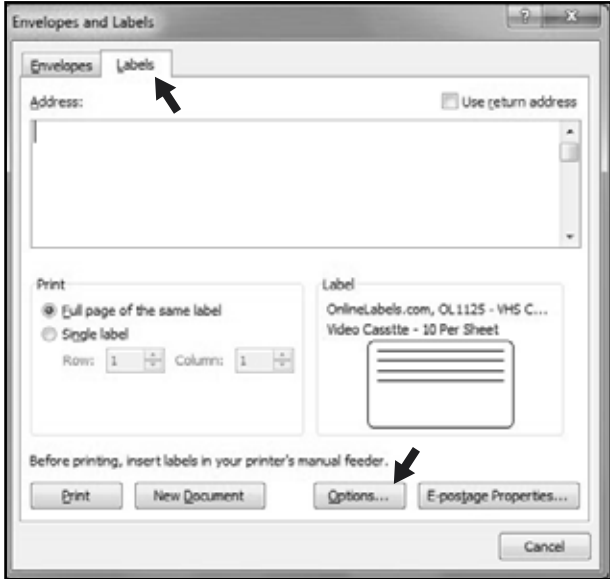 Envelopes and Labels
Envelopes Labels
Address: Use return address
Print
Full page of the same label
Single label
Row: 1 Column: 1
Label
OnlineLabels.com, OL1125 - VHS C...
Video Casstte - 10 Per Sheet
Before printing, insert labels in your printer's manual feeder.
Print New Document Options... E-postage Properties...
Cancel